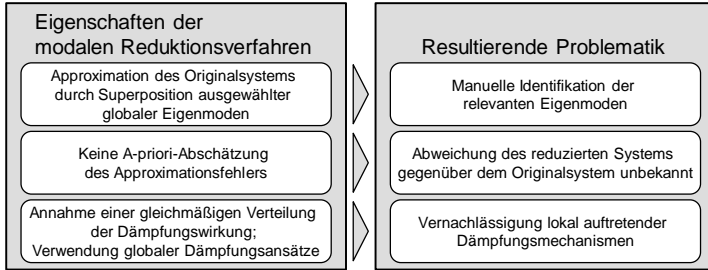 Eigenschaften der
modalen Reduktionsverfahren
Approximation des Originalsystems
durch Superposition ausgewählter
globaler Eigenmoden
Keine A-priori-Abschätzung
des Approximationsfehlers
Annahme einer gleichmäßigen Verteilung
der Dämpfungswirkung;
Verwendung globaler Dämpfungsansätze
Resultierende Problematik
Manuelle Identifikation der
relevanten Eigenmoden
Abweichung des reduzierten Systems
gegenüber dem Originalsystem unbekannt
Vernachlässigung lokal auftretender
Dämpfungsmechanismen